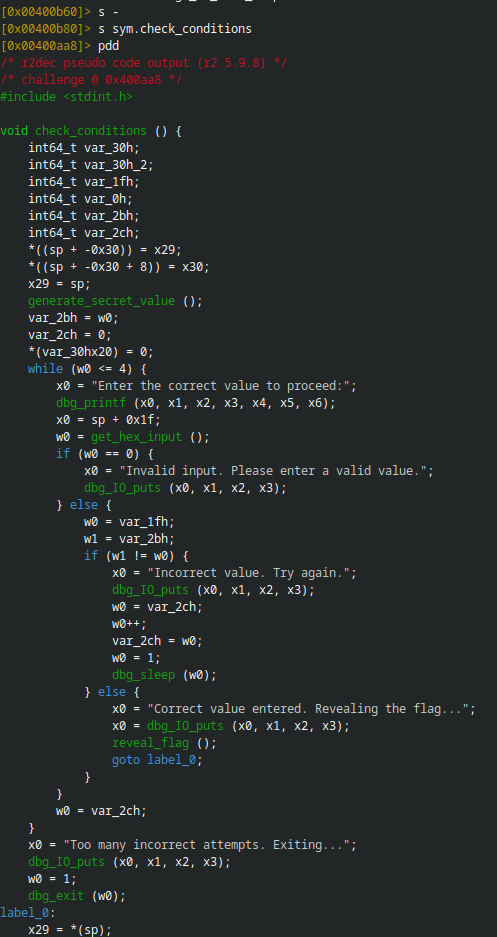 [0x00400b60]> s -
[0x00400b80]> s sym.check_conditions
[0x00400aa8]> pdd
/* r2dec pseudo code output (r2 5.9.8) */
/* challenge @ 0x400aa8 */
#include <stdint.h>

void check_conditions () {
    int64_t var_30h;
    int64_t var_30h_2;
    int64_t var_1fh;
    int64_t var_0h;
    int64_t var_2bh;
    int64_t var_2ch;
    *((sp + -0x30)) = x29;
    *((sp + -0x30 + 8)) = x30;
    x29 = sp;
    generate_secret_value ();
    var_2bh = w0;
    var_2ch = 0;
    *(var_30hx20) = 0;
    while (w0 <= 4) {
        x0 = "Enter the correct value to proceed:";
        dbg_printf (x0, x1, x2, x3, x4, x5, x6);
        x0 = sp + 0x1f;
        w0 = get_hex_input ();
        if (w0 == 0) {
            x0 = "Invalid input. Please enter a valid value.";
            dbg_IO_puts (x0, x1, x2, x3);
        } else {
            w0 = var_1fh;
            w1 = var_2bh;
            if (w1 != w0) {
                x0 = "Incorrect value. Try again.";
                dbg_IO_puts (x0, x1, x2, x3);
                w0 = var_2ch;
                w0++;
                var_2ch = w0;
                w0 = 1;
                dbg_sleep (w0);
            } else {
                x0 = "Correct value entered. Revealing the flag...";
                x0 = dbg_IO_puts (x0, x1, x2, x3);
                reveal_flag ();
                goto label_0;
            }
        }
        w0 = var_2ch;
    }
    x0 = "Too many incorrect attempts. Exiting...";
    dbg_IO_puts (x0, x1, x2, x3);
    w0 = 1;
    dbg_exit (w0);
label_0:
    x29 = *(sp);